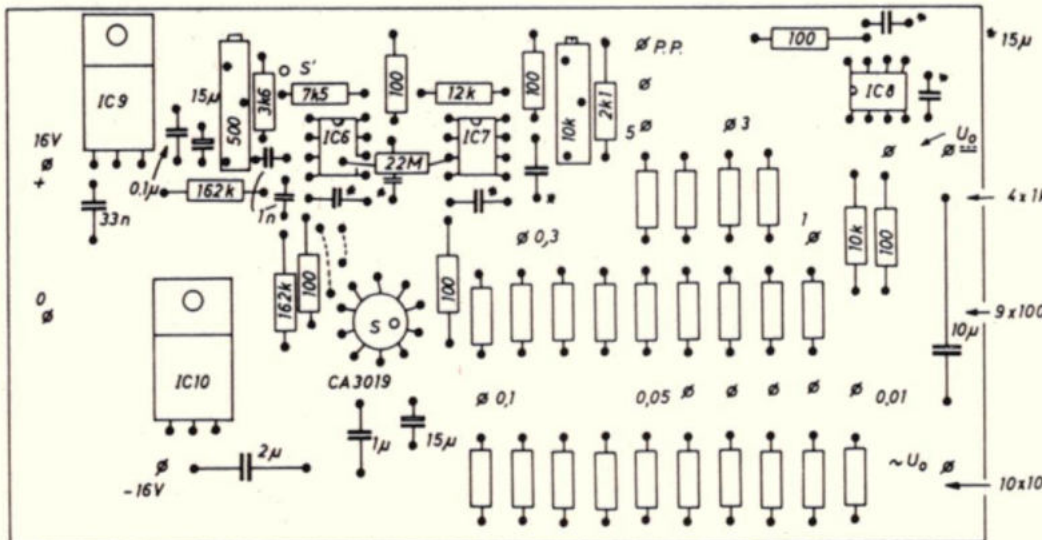 IC9
16V
+
0.1μ
33n
15μ
500
3k6
S'
7k5
100
IC6
22M
162k
1n
12k
IC7
100
10k
2k1
P.P.
5
3
100
* 15μ
IC8
U₀
4x1k
0,3
1
10k
100
0
IC10
162k
100
S
CA3019
100
9x100
10μ
0,1
0,05
0,01
-16V
2μ
1μ
15μ
~U₀
10x10